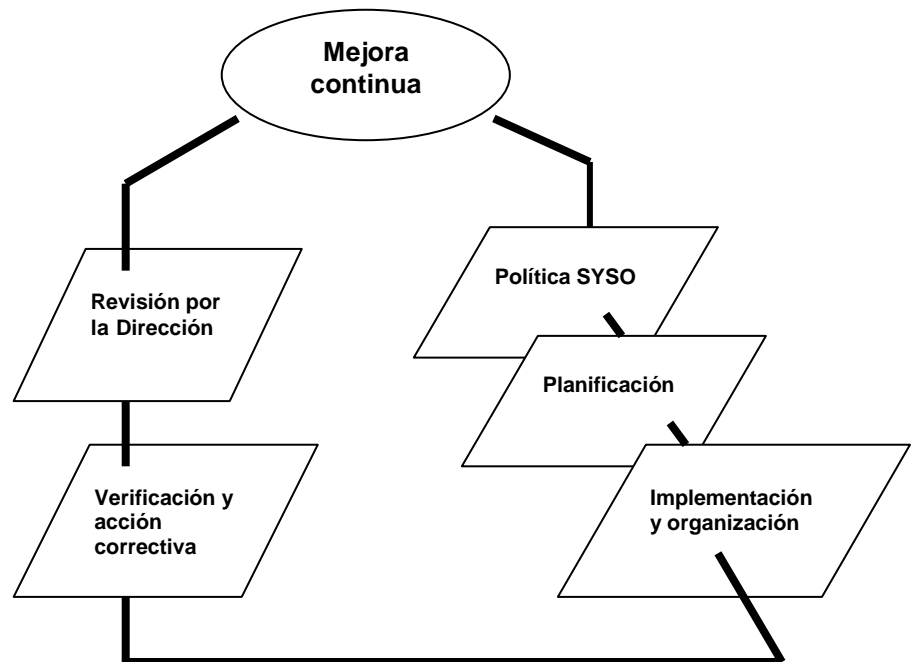 Mejora
continua
Política SYSO
Planificación
Implementación
y organización
Verificación y
acción
correctiva
Revisión por
la Dirección